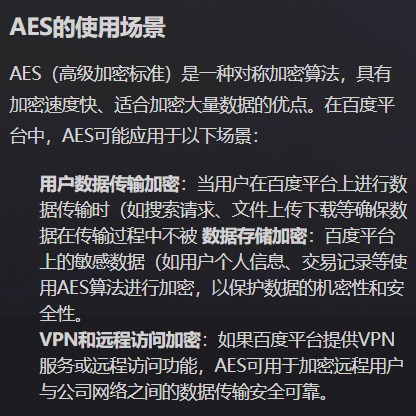 AES的使用场景
AES（高级加密标准）是一种对称加密算法，具有
加密速度快、适合加密大量数据的优点。在百度平
台中，AES可能应用于以下场景：
用户数据传输加密：当用户在百度平台上进行数
据传输时（如搜索请求、文件上传下载等确保数
据在传输过程中不被 数据存储加密：百度平台
上的敏感数据（如用户个人信息、交易记录等使
用AES算法进行加密，以保护数据的机密性和安
全性。
VPN和远程访问加密：如果百度平台提供VPN
服务或远程访问功能，AES可用于加密远程用户
与公司网络之间的数据传输安全可靠。